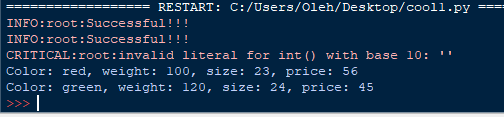 =================== RESTART: C:/Users/Oleh/Desktop/cool1.py ====
INFO:root:Successful!!!
INFO:root:Successful!!!
CRITICAL:root:invalid literal for int() with base 10: ''
Color: red, weight: 100, size: 23, price: 56
Color: green, weight: 120, size: 24, price: 45
>>>